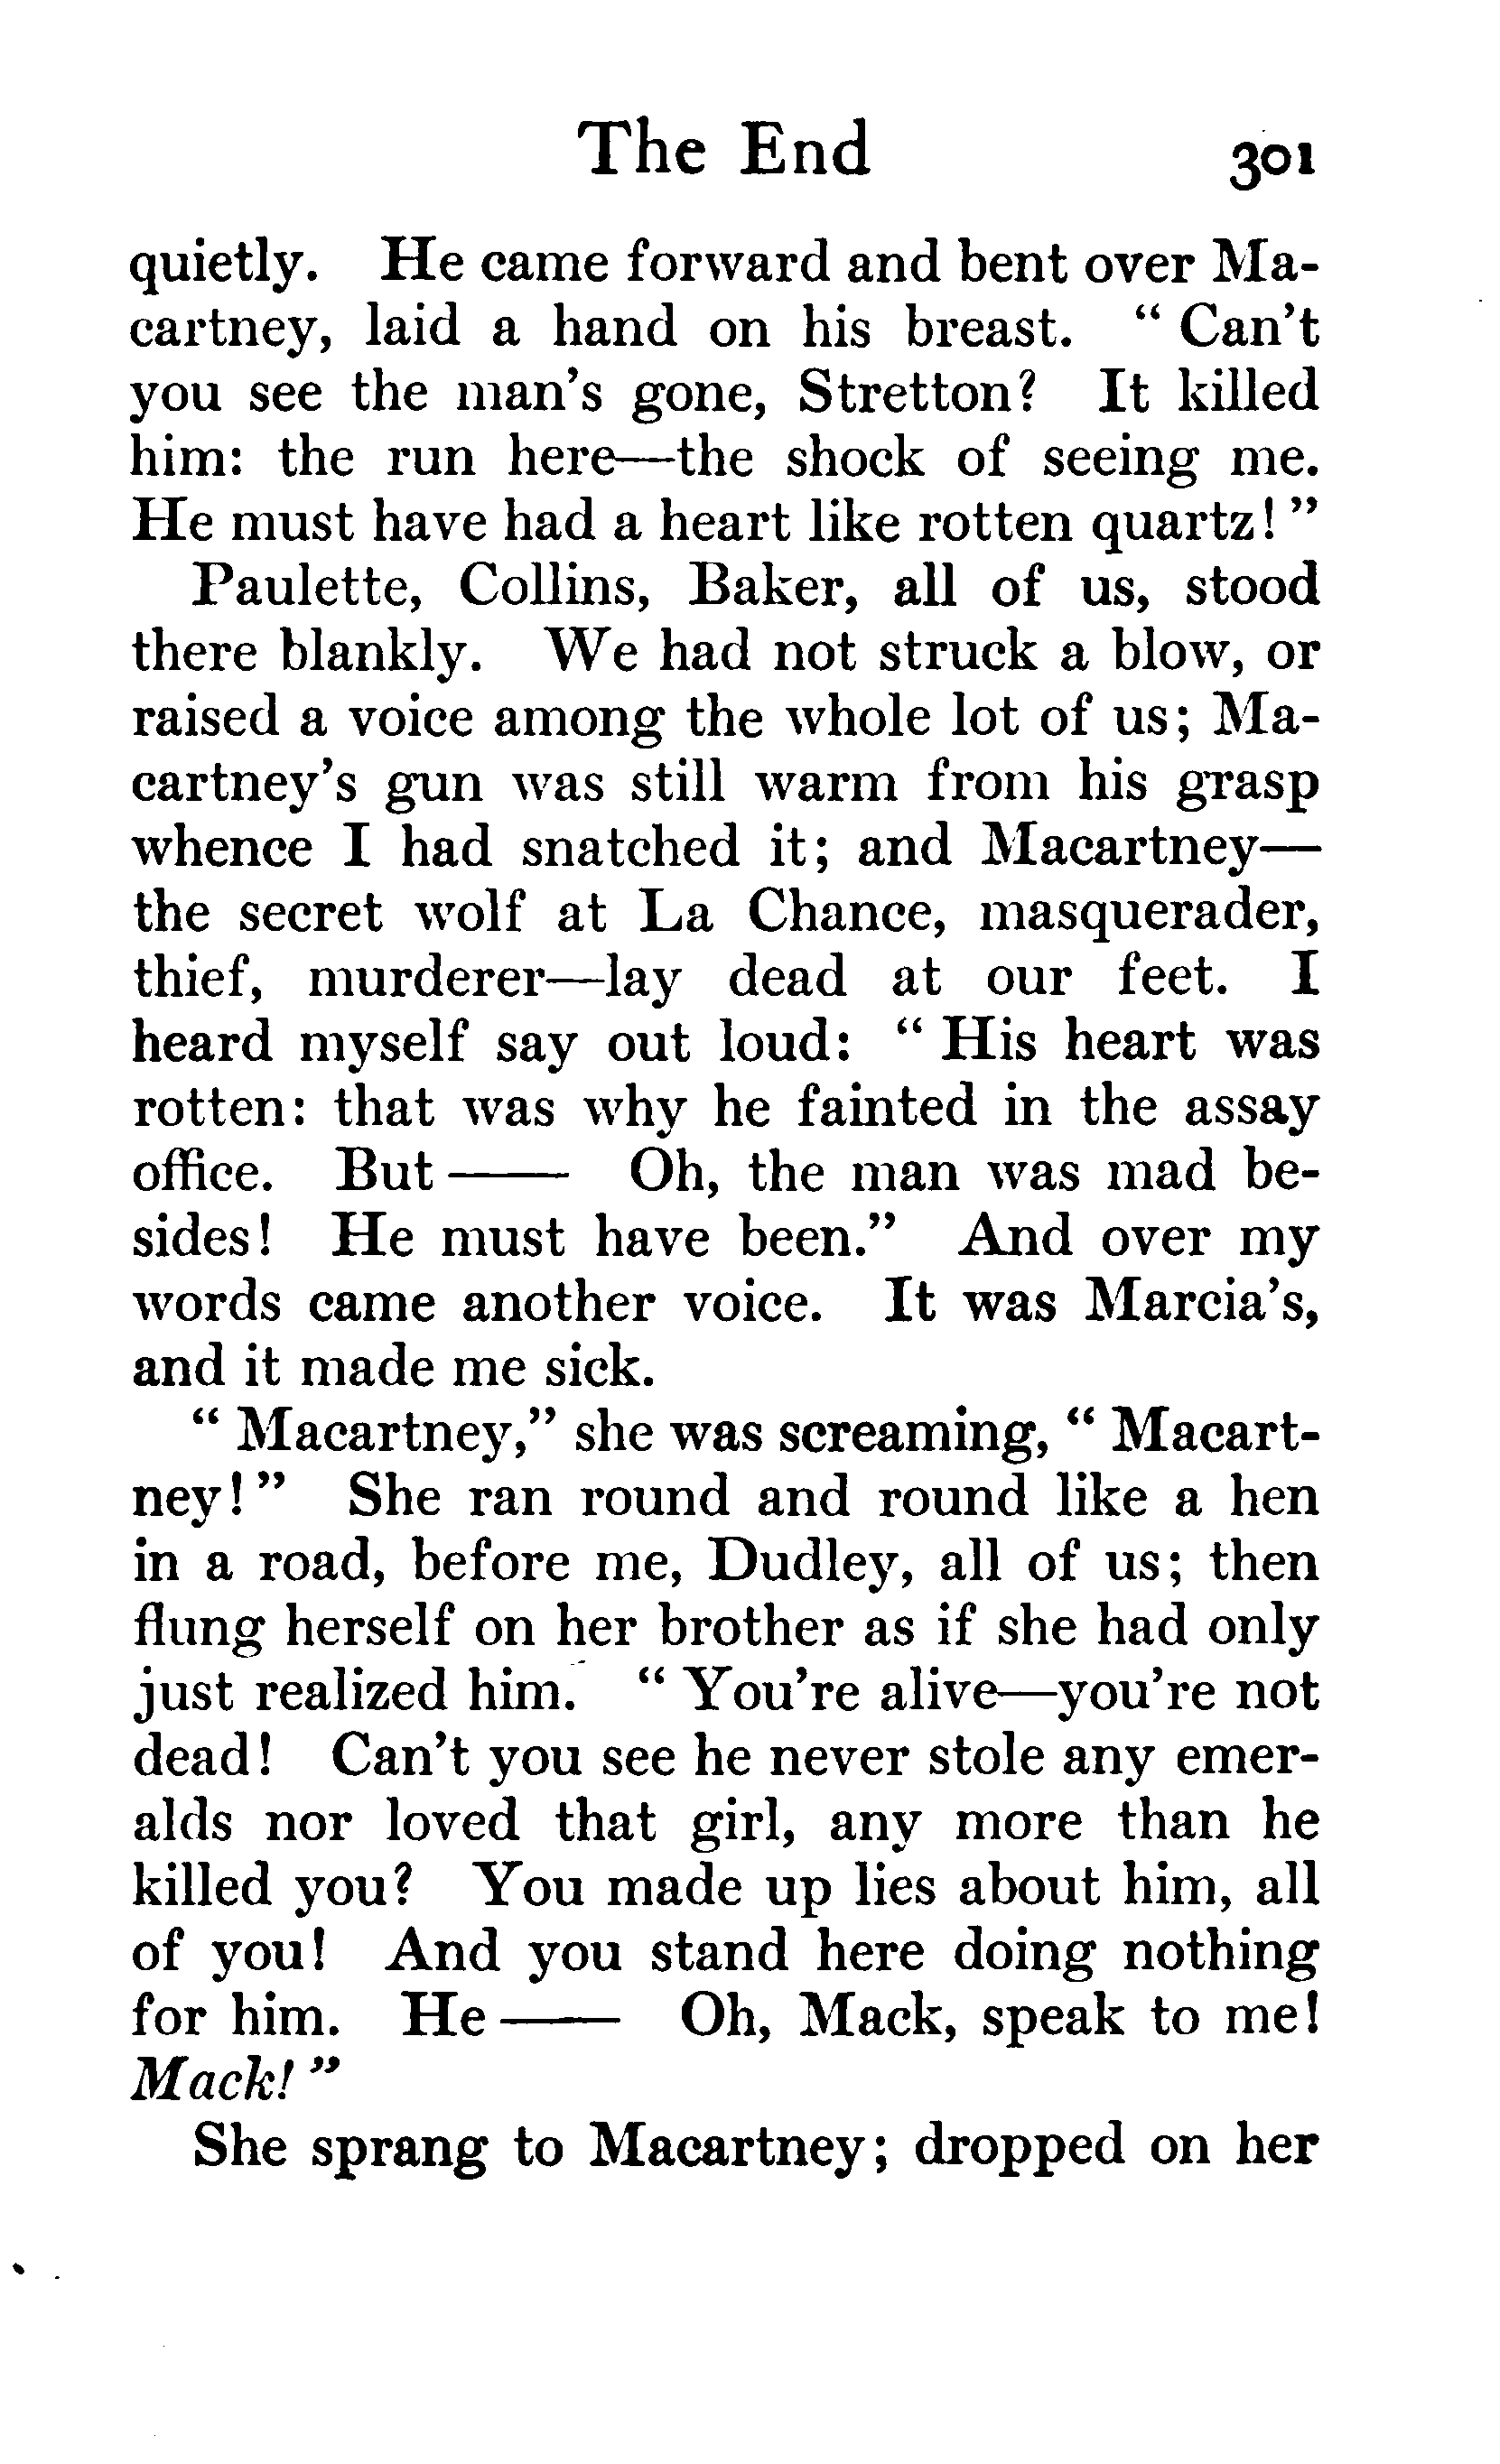 The End 301
quietly. He came forward and bent over Ma-
cartney, laid a hand on his breast. " Can't
you see the man's gone, Stretton? It killed
him: the run here—the shock of seeing me.
He must have had a heart like rotten quartz! "
Paulette, Collins, Baker, all of us, stood
there blankly. We had not struck a blow, or
raised a voice among the whole lot of us; Ma-
cartney's gun was still warm from his grasp
whence I had snatched it; and Macartney—
the secret wolf at La Chance, masquerader,
thief, murderer—lay dead at our feet. I
heard myself say out loud: " His heart was
rotten: that was why he fainted in the assay
office. But —— Oh, the man was mad be-
sides! He must have been." And over my
words came another voice. It was Marcia's,
and it made me sick.
" Macartney," she was screaming, " Macart-
ney! " She ran round and round like a hen
in a road, before me, Dudley, all of us; then
flung herself on her brother as if she had only
just realized him. " You're alive—you're not
dead! Can't you see he never stole any emer-
alds nor loved that girl, any more than he
killed you? You made up lies about him, all
of you! And you stand here doing nothing
for him. He —— Oh, Mack, speak to me!
Mack! "
She sprang to Macartney; dropped on her